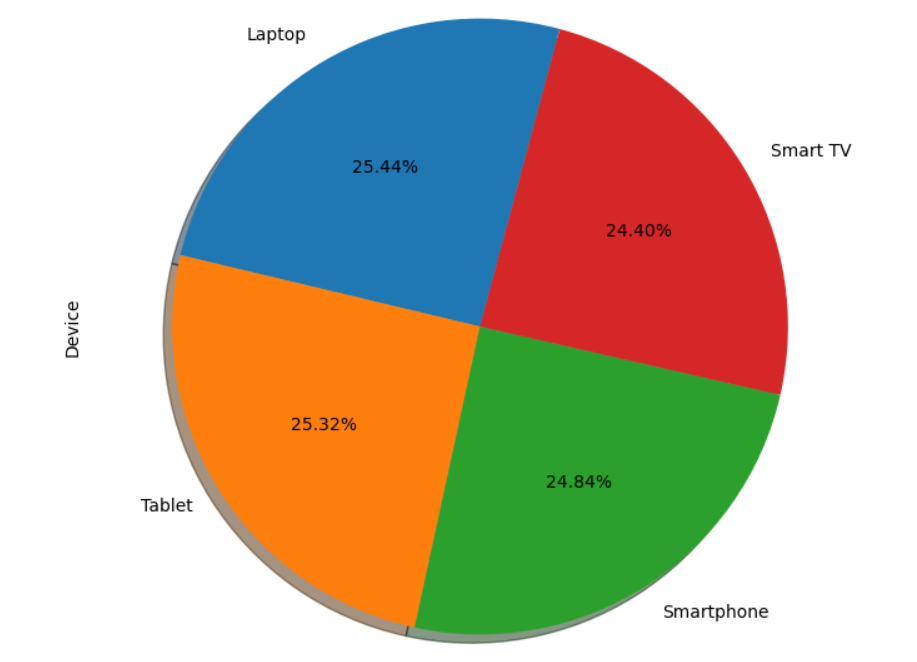 Laptop
Smart TV
25.44%
24.40%
Device
25.32%
24.84%
Tablet
Smartphone